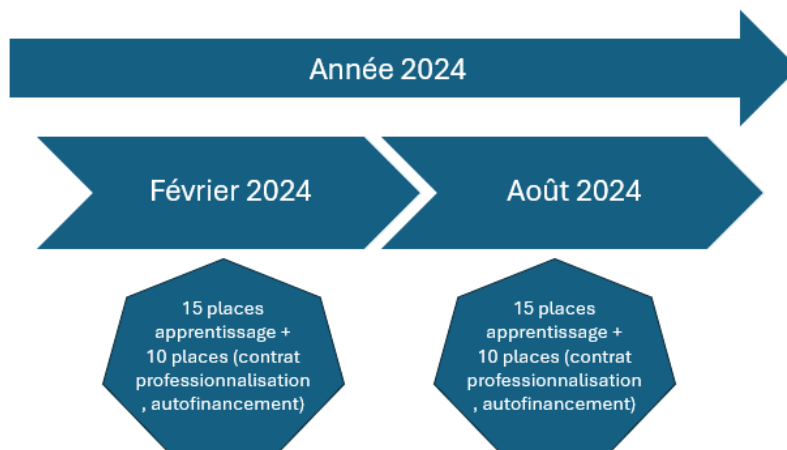 Année 2024
Février 2024
Août 2024
15 places
apprentissage +
10 places (contrat
professionnalisation
, autofinancement)
15 places
apprentissage +
10 places (contrat
professionnalisation
, autofinancement)